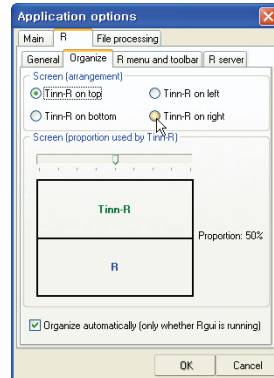 Application options
Main R File processing
General Organize R menu and toolbar R server
Screen (arrangement)
Tinn-R on top Tinn-R on left
Tinn-R on bottom Tinn-R on right
Screen (proportion used by Tinn-R)
Tinn-R
Proportion: 50%
R
Organize automatically (only whether Rgui is running)
OK Cancel